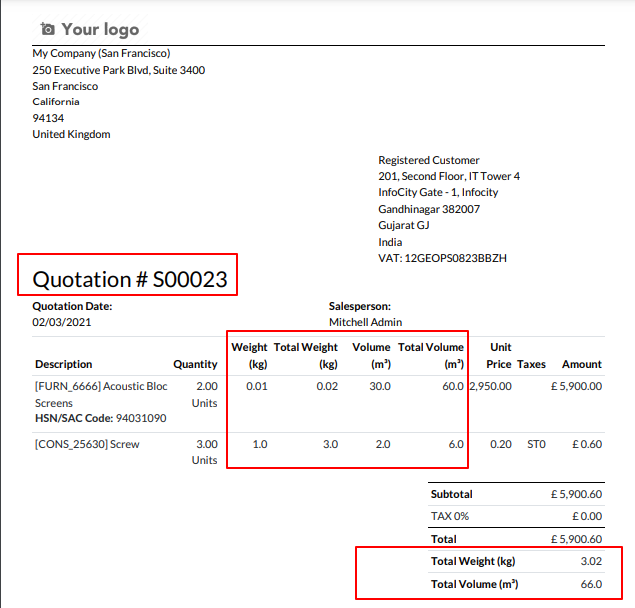 Your logo
My Company (San Francisco)
250 Executive Park Blvd, Suite 3400
San Francisco
California
94134
United Kingdom
Registered Customer
201, Second Floor, IT Tower 4
InfoCity Gate - 1, Infocity
Gandhinagar 382007
Gujarat GJ
India
VAT: 12GEOPS0823BBZH
Quotation # S00023
Quotation Date: Salesperson:
02/03/2021 Mitchell Admin
Weight Total Weight Volume Total Volume Unit
Description Quantity (kg) (kg) (m³) (m³) Price Taxes Amount
[FURN_6666] Acoustic Bloc 2.00 0.01 0.02 30.0 60.0 2,950.00 £ 5,900.00
Screens Units
HSN/SAC Code: 94031090
[CONS_25630] Screw 3.00 1.0 3.0 2.0 6.0 0.20 ST0 £ 0.60
Units
Subtotal £ 5,900.60
TAX 0% £ 0.00
Total £ 5,900.60
Total Weight (kg) 3.02
Total Volume (m³) 66.0